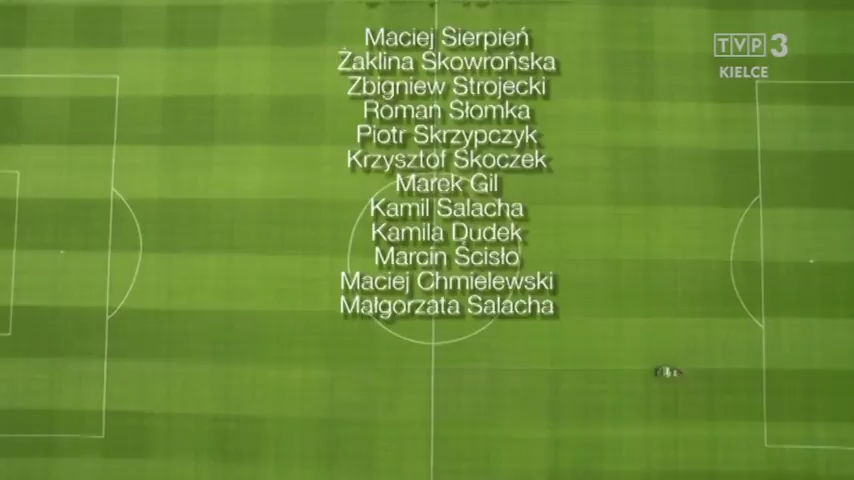 Maciej Sierpień
Żaklina Skowrońska
Zbigniew Strojecki
Roman Słomka
Piotr Skrzypczyk
Krzysztof Skoczek
Marek Gil
Kamil Salacha
Kamila Dudek
Marcin Ścisło
Maciej Chmielewski
Małgorzata Salacha
TVP3
KIELCE